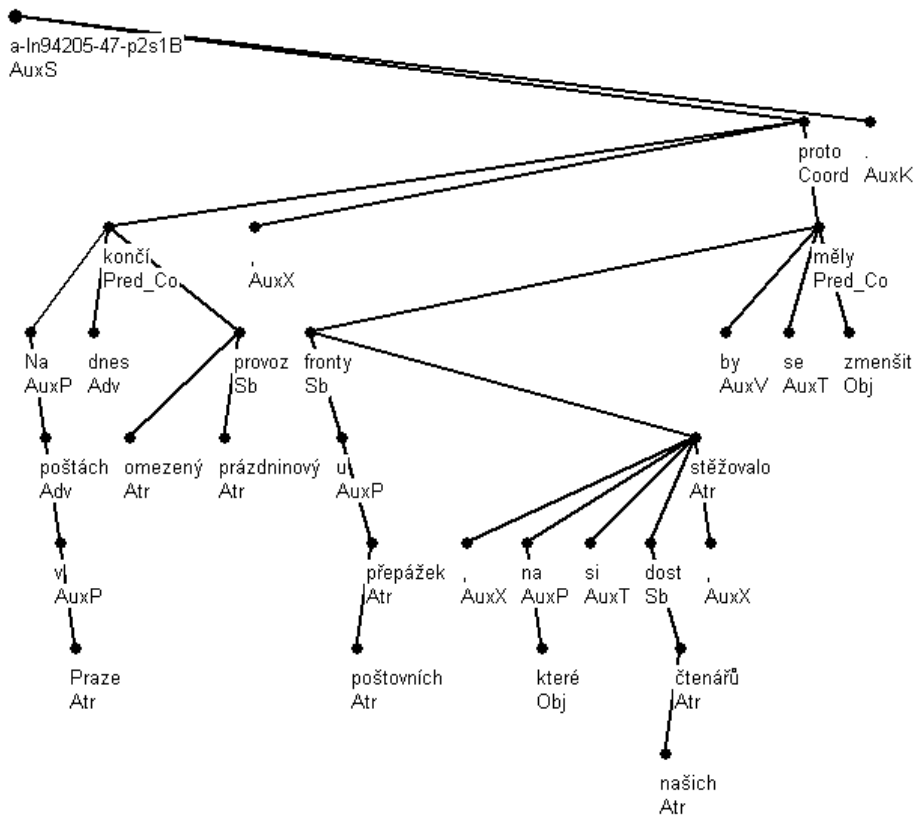 a-ln94205-47-p2s1B
AuxS
proto .
Coord AuxK
končí , měly
Pred_Co AuxX Pred_Co
Na dnes provoz fronty by se zmenšit
AuxP Adv Sb Sb AuxV AuxT Obj
poštách omezený prázdninový u stěžovalo
Adv Atr Atr AuxP Atr
v přepážek , na si dost ,
AuxP Atr AuxX AuxP AuxT Sb AuxX
Praze poštovních které čtenářů
Atr Atr Obj Atr
našich
Atr